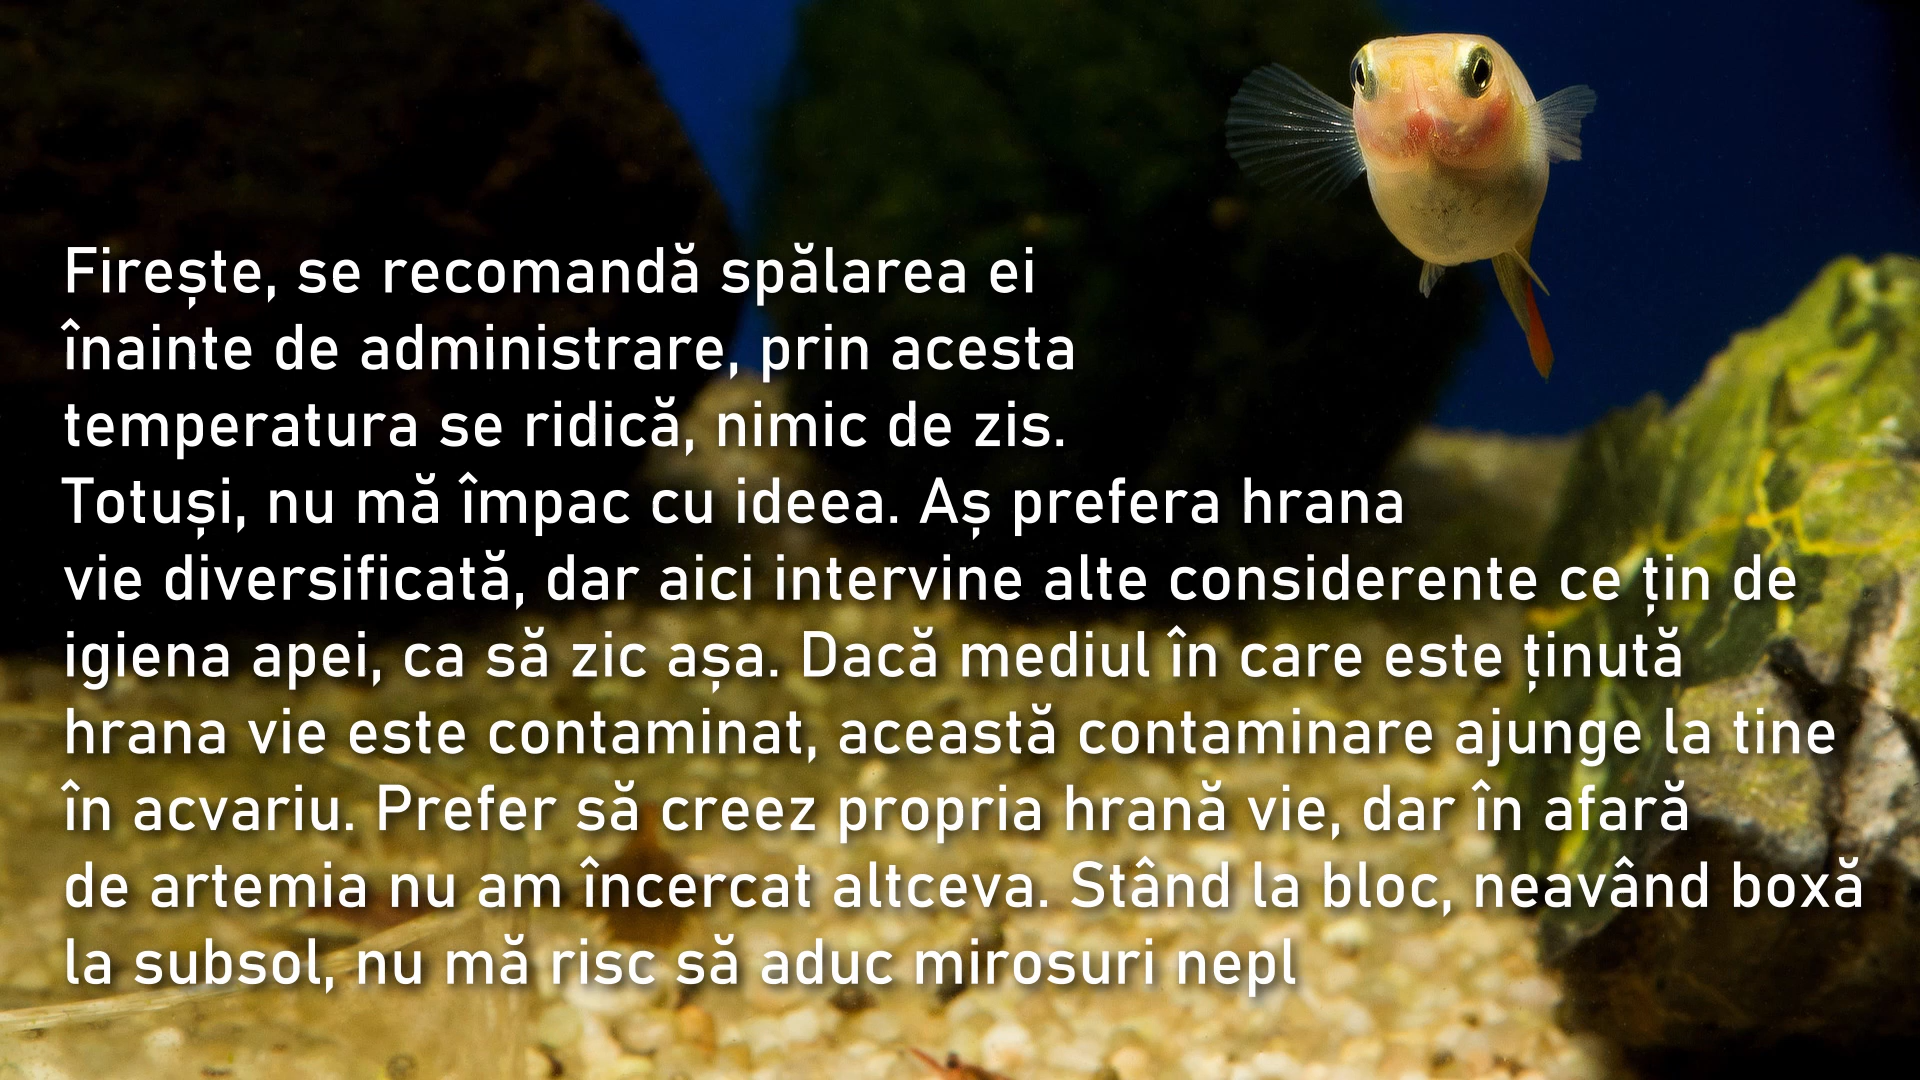 Firește, se recomandă spălarea ei
înainte de administrare, prin acesta
temperatura se ridică, nimic de zis.
Totuși, nu mă împac cu ideea. Aș prefera hrana
vie diversificată, dar aici intervine alte considerente ce țin de
igiena apei, ca să zic așa. Dacă mediul în care este ținută
hrana vie este contaminat, această contaminare ajunge la tine
în acvariu. Prefer să creez propria hrană vie, dar în afară
de artemia nu am încercat altceva. Stând la bloc, neavând boxă
la subsol, nu mă risc să aduc mirosuri nepl